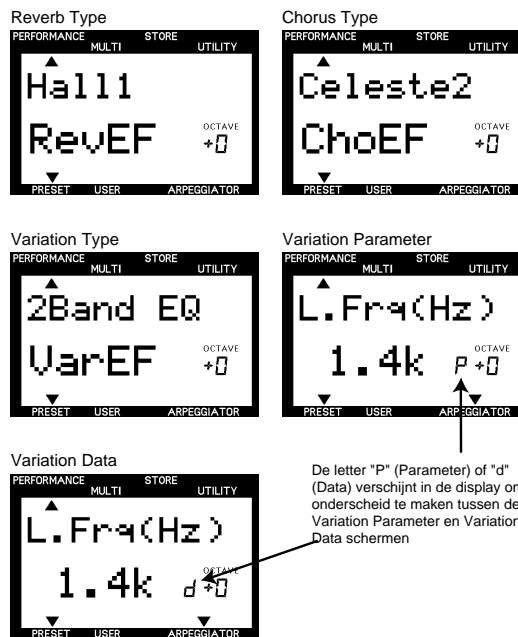 Reverb Type
PERFORMANCE STORE
MULTI UTILITY
Hall1
RevEF OCTAVE +0
PRESET USER ARPEGGIATOR
Chorus Type
PERFORMANCE STORE
MULTI UTILITY
Celeste2
ChoEF OCTAVE +0
PRESET USER ARPEGGIATOR
Variation Type
PERFORMANCE STORE
MULTI UTILITY
2Band EQ
VarEF OCTAVE +0
PRESET USER ARPEGGIATOR
Variation Parameter
PERFORMANCE STORE
MULTI UTILITY
L.Frq(Hz)
1.4k P OCTAVE +0
PRESET USER ARPEGGIATOR
Variation Data
PERFORMANCE STORE
MULTI UTILITY
L.Frq(Hz)
1.4k d OCTAVE +0
PRESET USER ARPEGGIATOR
De letter "P" (Parameter) of "d"
(Data) verschijnt in de display om
onderscheid te maken tussen de
Variation Parameter en Variation
Data schermen